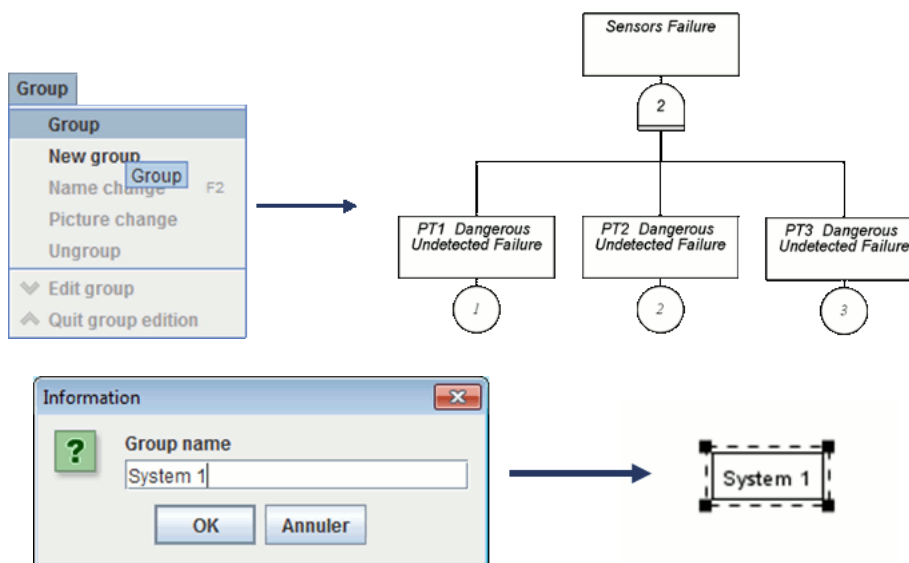 Group
Group
New group
Group
Name change F2
Picture change
Ungroup
Edit group
Quit group edition
Sensors Failure
2
PT1 Dangerous
Undetected Failure
PT2 Dangerous
Undetected Failure
PT3 Dangerous
Undetected Failure
1
2
3
Information
?
Group name
System 1
OK
Annuler
System 1